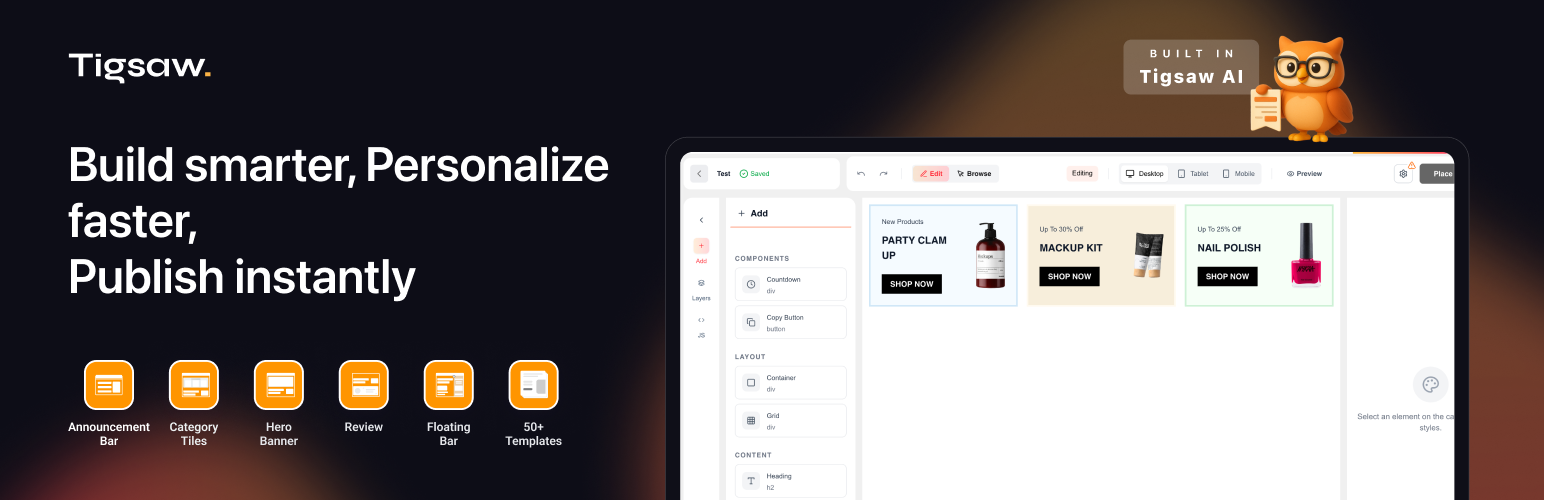 Tigsaw.
Build smarter, Personalize
faster,
Publish instantly
Announcement
Bar
Category
Tiles
Hero
Banner
Review
Floating
Bar
50+
Templates
BUILT IN
Tigsaw AI
Test
Saved
Edit
Browse
Editing
Desktop
Tablet
Mobile
Preview
Place
Add
Layers
JS
Add
COMPONENTS
Countdown
div
Copy Button
button
LAYOUT
Container
div
Grid
div
CONTENT
Heading
h2
New Products
PARTY CLAM
UP
SHOP NOW
Up To 30% Off
MACKUP KIT
SHOP NOW
Up To 25% Off
NAIL POLISH
SHOP NOW
Select an element on the ca
styles.